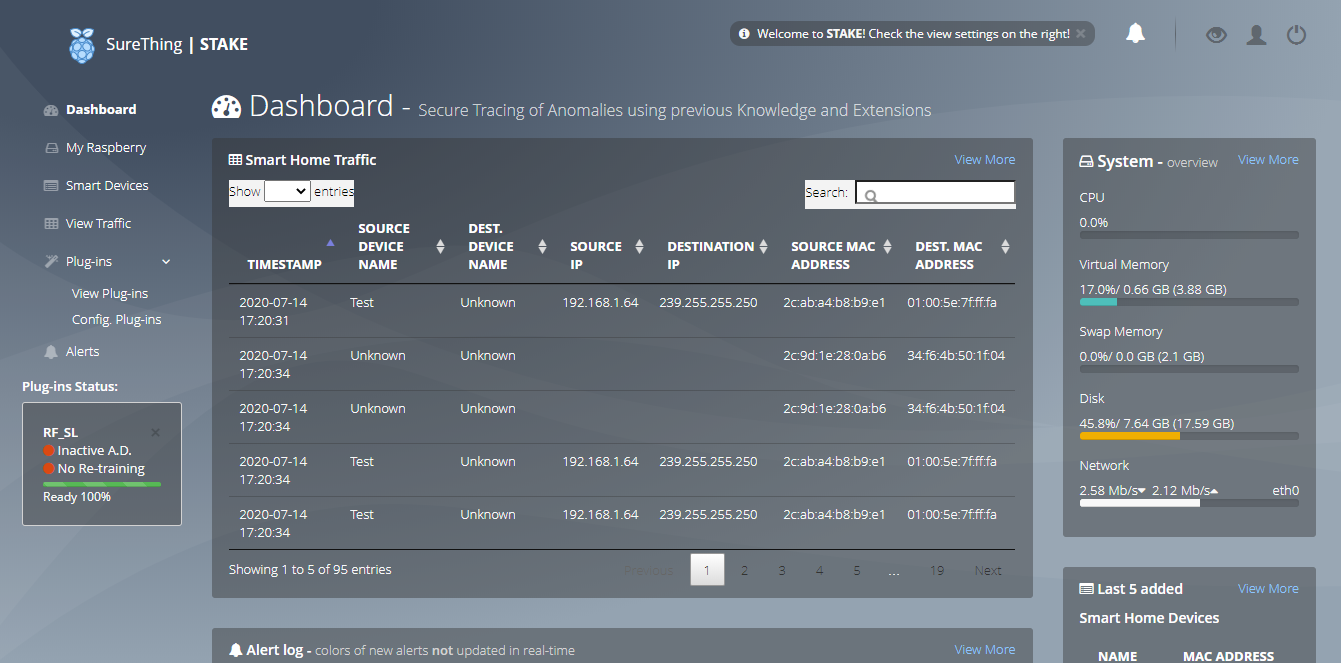 SureThing | STAKE
Welcome to STAKE! Check the view settings on the right! ×
Dashboard
My Raspberry
Smart Devices
View Traffic
Plug-ins
View Plug-ins
Config. Plug-ins
Alerts
Plug-ins Status:
RF_SL ×
Inactive A.D.
No Re-training
Ready 100%
Dashboard - Secure Tracing of Anomalies using previous Knowledge and Extensions
Smart Home Traffic View More
Show entries Search:
TIMESTAMP SOURCE DEVICE NAME DEST. DEVICE NAME SOURCE IP DESTINATION IP SOURCE MAC ADDRESS DEST. MAC ADDRESS
2020-07-14 17:20:31 Test Unknown 192.168.1.64 239.255.255.250 2c:ab:a4:b8:b9:e1 01:00:5e:7f:ff:fa
2020-07-14 17:20:34 Unknown Unknown 2c:9d:1e:28:0a:b6 34:f6:4b:50:1f:04
2020-07-14 17:20:34 Unknown Unknown 2c:9d:1e:28:0a:b6 34:f6:4b:50:1f:04
2020-07-14 17:20:34 Test Unknown 192.168.1.64 239.255.255.250 2c:ab:a4:b8:b9:e1 01:00:5e:7f:ff:fa
2020-07-14 17:20:34 Test Unknown 192.168.1.64 239.255.255.250 2c:ab:a4:b8:b9:e1 01:00:5e:7f:ff:fa
Showing 1 to 5 of 95 entries Previous 1 2 3 4 5 ... 19 Next
Alert log - colors of new alerts not updated in real-time View More
System - overview View More
CPU
0.0%
Virtual Memory
17.0%/ 0.66 GB (3.88 GB)
Swap Memory
0.0%/ 0.0 GB (2.1 GB)
Disk
45.8%/ 7.64 GB (17.59 GB)
Network
2.58 Mb/s 2.12 Mb/s eth0
Last 5 added View More
Smart Home Devices
NAME MAC ADDRESS